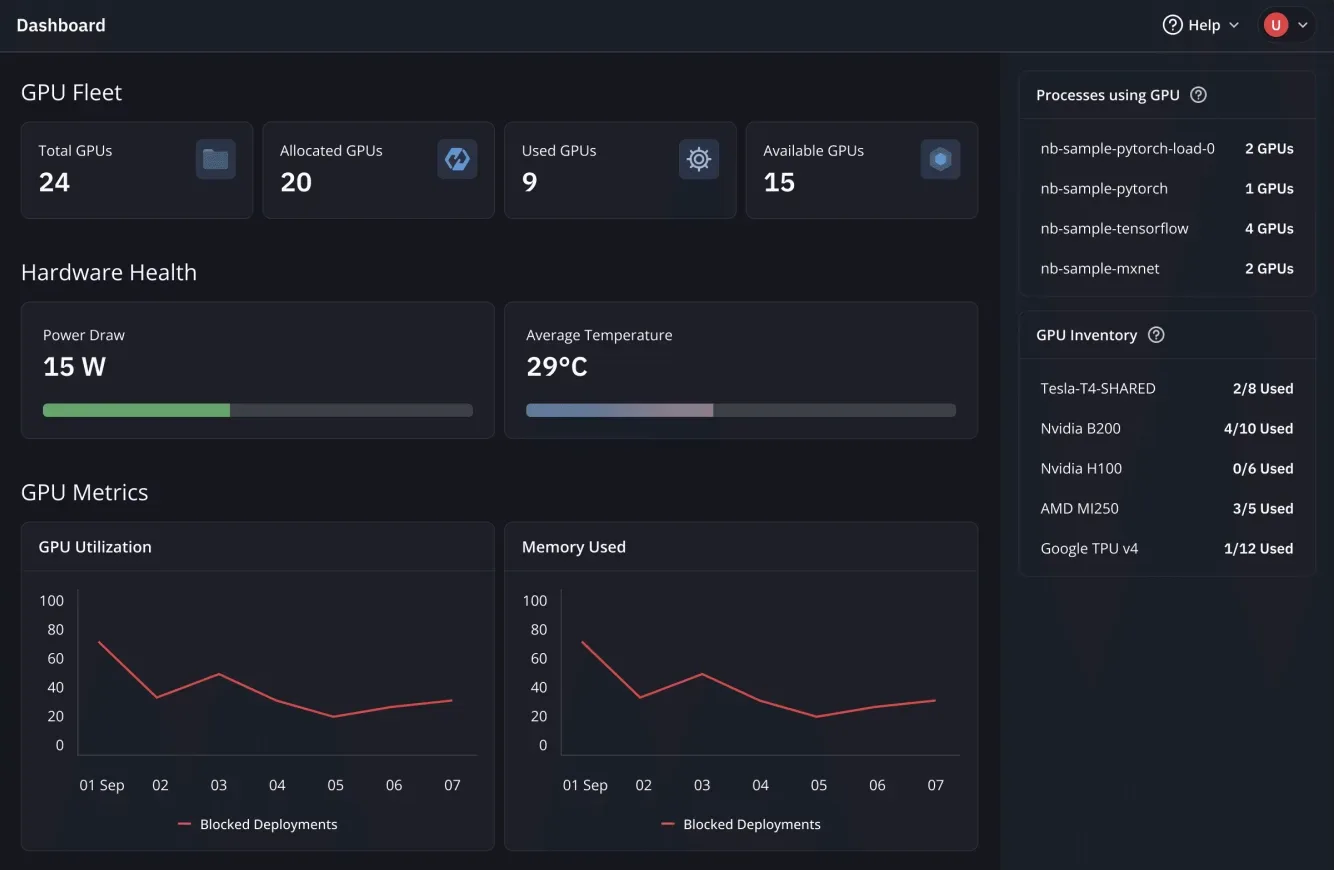 Dashboard
Help
U
GPU Fleet
Total GPUs
24
Allocated GPUs
20
Used GPUs
9
Available GPUs
15
Hardware Health
Power Draw
15 W
Average Temperature
29°C
GPU Metrics
GPU Utilization
100
80
60
40
20
0
01 Sep 02 03 04 05 06 07
Blocked Deployments
Memory Used
100
80
60
40
20
0
01 Sep 02 03 04 05 06 07
Blocked Deployments
Processes using GPU ?
nb-sample-pytorch-load-0 2 GPUs
nb-sample-pytorch 1 GPUs
nb-sample-tensorflow 4 GPUs
nb-sample-mxnet 2 GPUs
GPU Inventory ?
Tesla-T4-SHARED 2/8 Used
Nvidia B200 4/10 Used
Nvidia H100 0/6 Used
AMD MI250 3/5 Used
Google TPU v4 1/12 Used